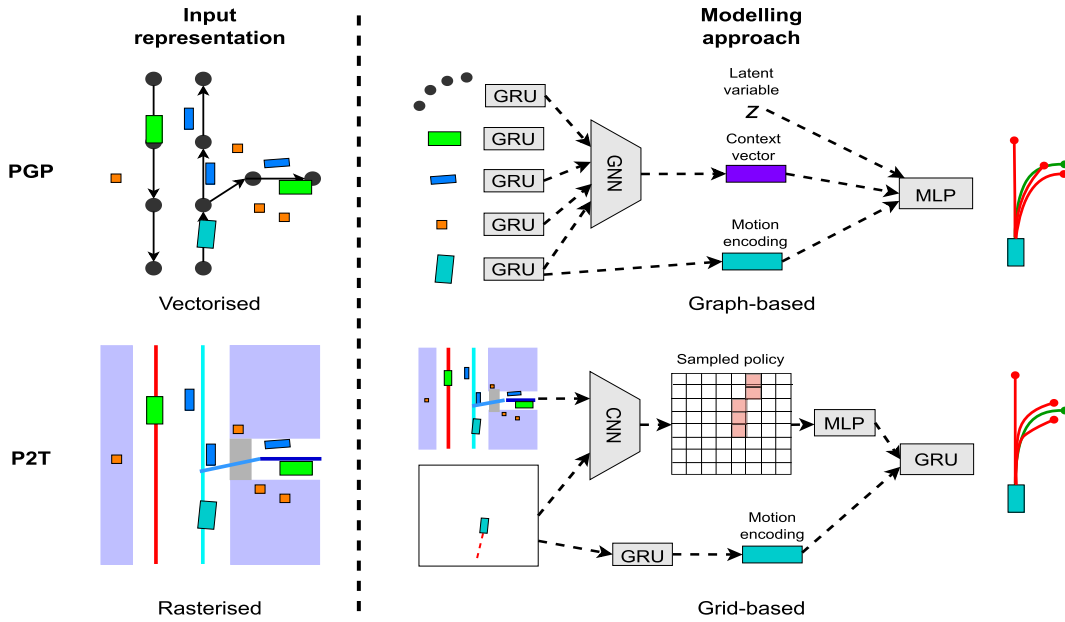 Input
representation
Modelling
approach
PGP
GRU
GRU
GRU
GRU
GRU
GNN
Latent
variable
z
Context
vector
Motion
encoding
MLP
Vectorised
Graph-based
P2T
CNN
Sampled policy
MLP
GRU
GRU
Motion
encoding
Rasterised
Grid-based